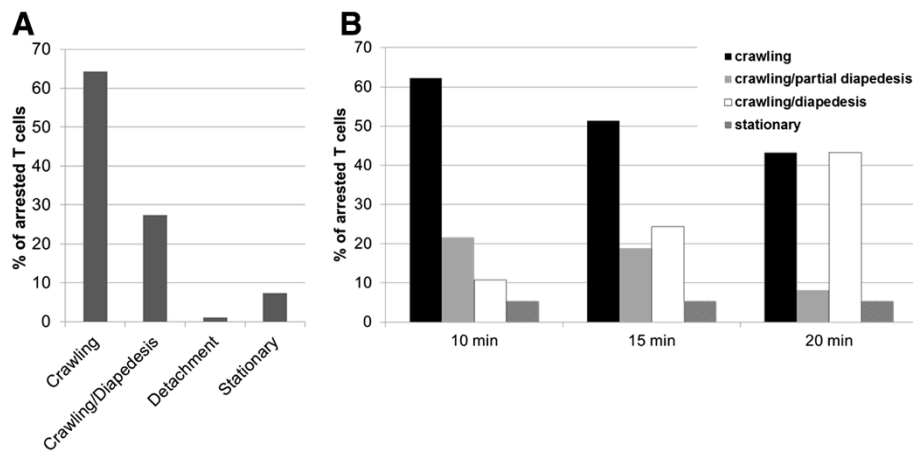 A
% of arrested T cells
70
60
50
40
30
20
10
0
Crawling
Crawling/Diapedesis
Detachment
Stationary
B
% of arrested T cells
70
60
50
40
30
20
10
0
10 min
15 min
20 min
crawling
crawling/partial diapedesis
crawling/diapedesis
stationary